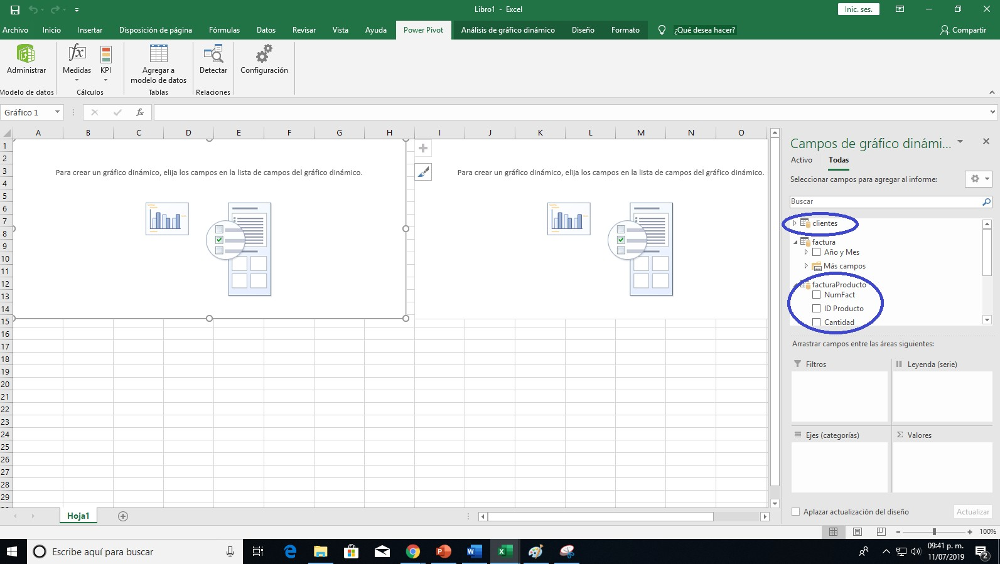 Libro1 - Excel
Inic. ses.
Archivo Inicio Insertar Disposición de página Fórmulas Datos Revisar Vista Ayuda Power Pivot Análisis de gráfico dinámico Diseño Formato ¿Qué desea hacer? Compartir
Administrar
Modelo de datos
fx
Medidas
KPI
Cálculos
Agregar a
modelo de datos
Tablas
Detectar
Relaciones
Configuración
Gráfico 1
fx
A B C D E F G H I J K L M N O
1
2
3
4
5
6
7
8
9
10
11
12
13
14
15
16
17
18
19
20
21
22
23
24
25
26
27
28
29
Para crear un gráfico dinámico, elija los campos en la lista de campos del gráfico dinámico.
Para crear un gráfico dinámico, elija los campos en la lista de campos del gráfico dinámico.
Campos de gráfico dinámi...
Activo Todas
Seleccionar campos para agregar al informe:
Buscar
clientes
factura
Año y Mes
Más campos
facturaProducto
NumFact
ID Producto
Cantidad
Arrastrar campos entre las áreas siguientes:
Filtros
Leyenda (serie)
Ejes (categorías)
Σ Valores
Aplazar actualización del diseño
Actualizar
Hoja1
100%
Escribe aquí para buscar
09:41 p. m.
11/07/2019
2